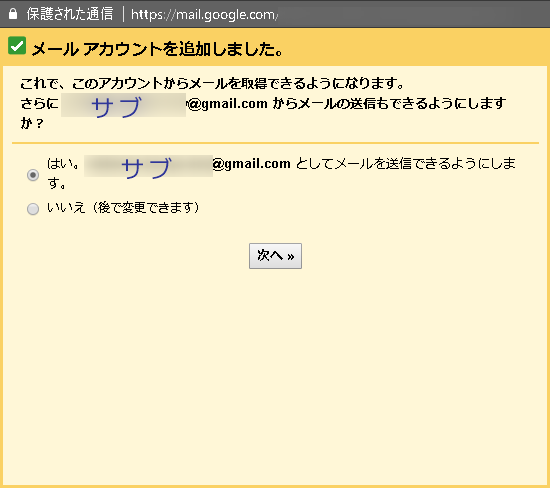 保護された通信 https://mail.google.com/
メール アカウントを追加しました。
これで、このアカウントからメールを取得できるようになります。
さらに サブ @gmail.com からメールの送信もできるようにします
か？
はい。 サブ @gmail.com としてメールを送信できるようにしま
す。
いいえ（後で変更できます）
次へ »